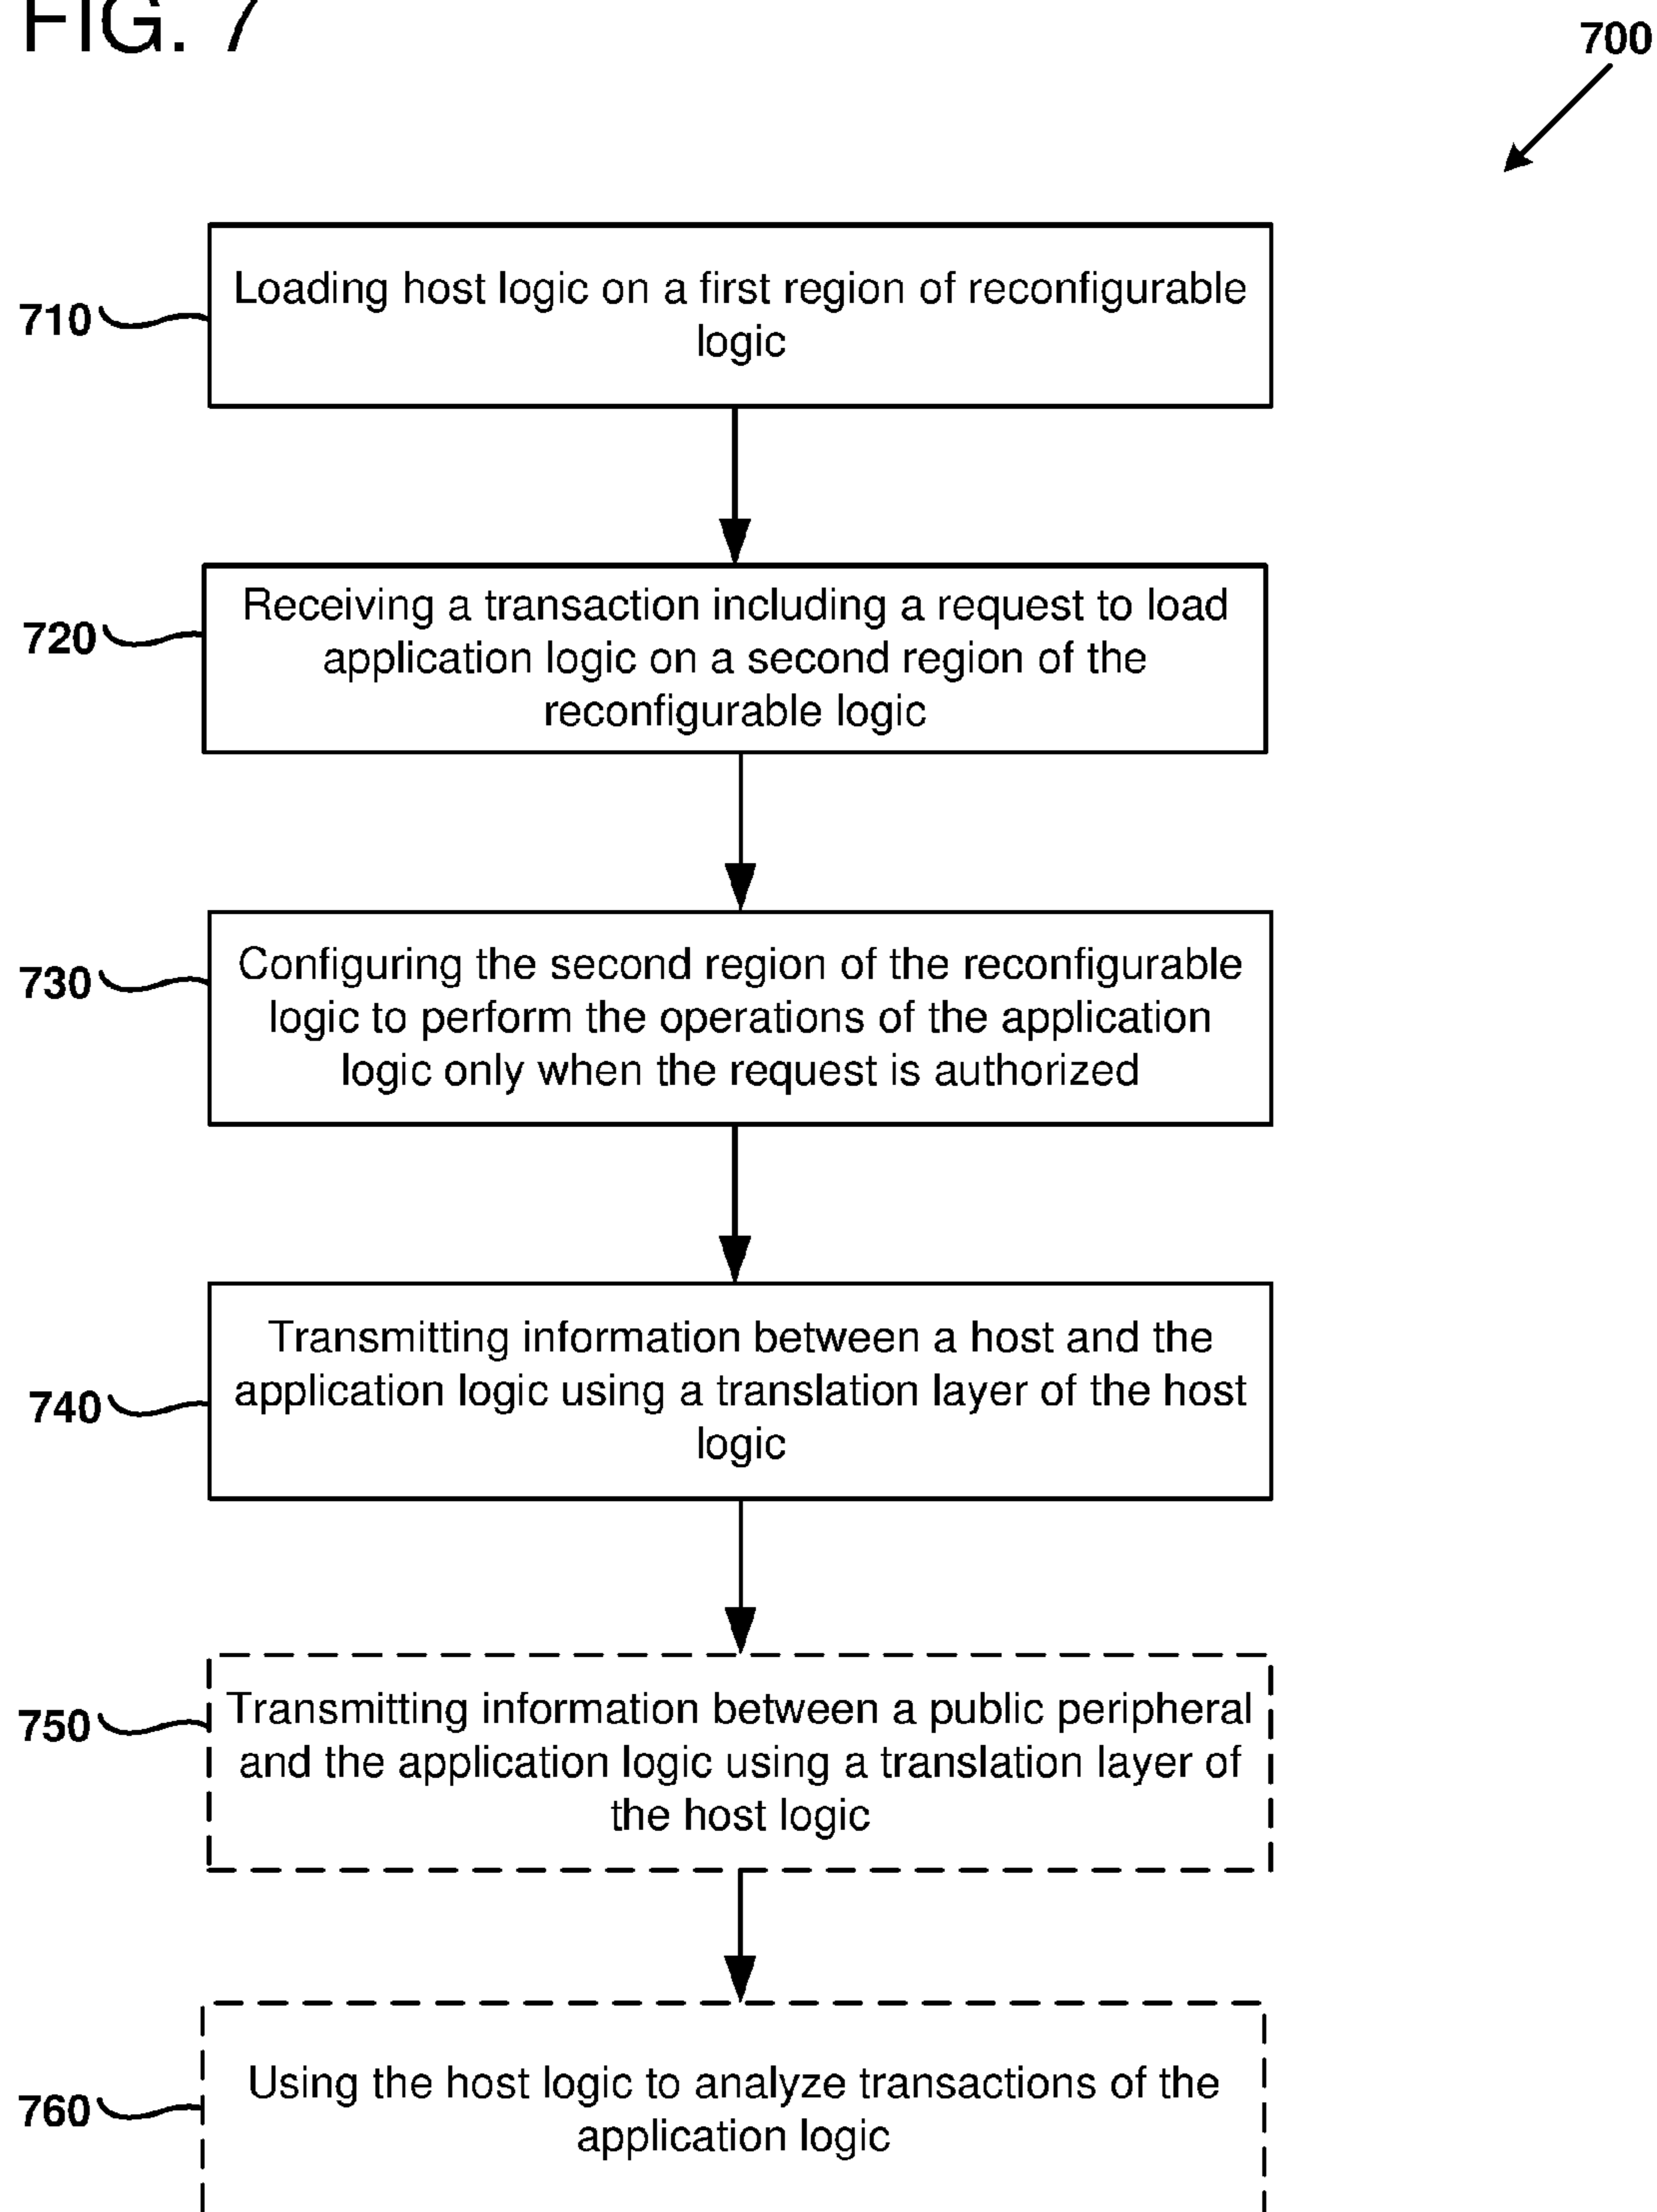 FIG. 7
700
710
Loading host logic on a first region of reconfigurable
logic
720
Receiving a transaction including a request to load
application logic on a second region of the
reconfigurable logic
730
Configuring the second region of the reconfigurable
logic to perform the operations of the application
logic only when the request is authorized
740
Transmitting information between a host and the
application logic using a translation layer of the host
logic
750
Transmitting information between a public peripheral
and the application logic using a translation layer of
the host logic
760
Using the host logic to analyze transactions of the
application logic